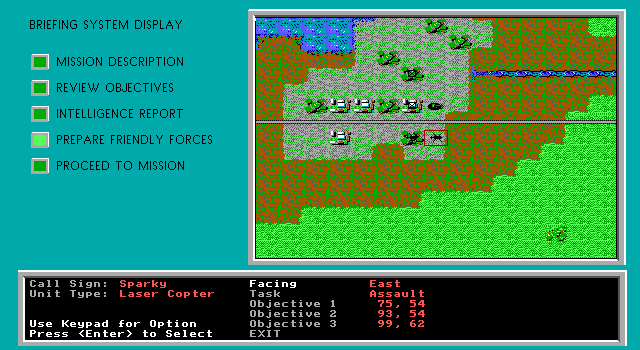 BRIEFING SYSTEM DISPLAY
MISSION DESCRIPTION
REVIEW OBJECTIVES
INTELLIGENCE REPORT
PREPARE FRIENDLY FORCES
PROCEED TO MISSION
Call Sign: Sparky
Unit Type: Laser Copter
Use Keypad for Option
Press <Enter> to Select
Facing East
Task Assault
Objective 1 75, 54
Objective 2 93, 54
Objective 3 99, 62
EXIT